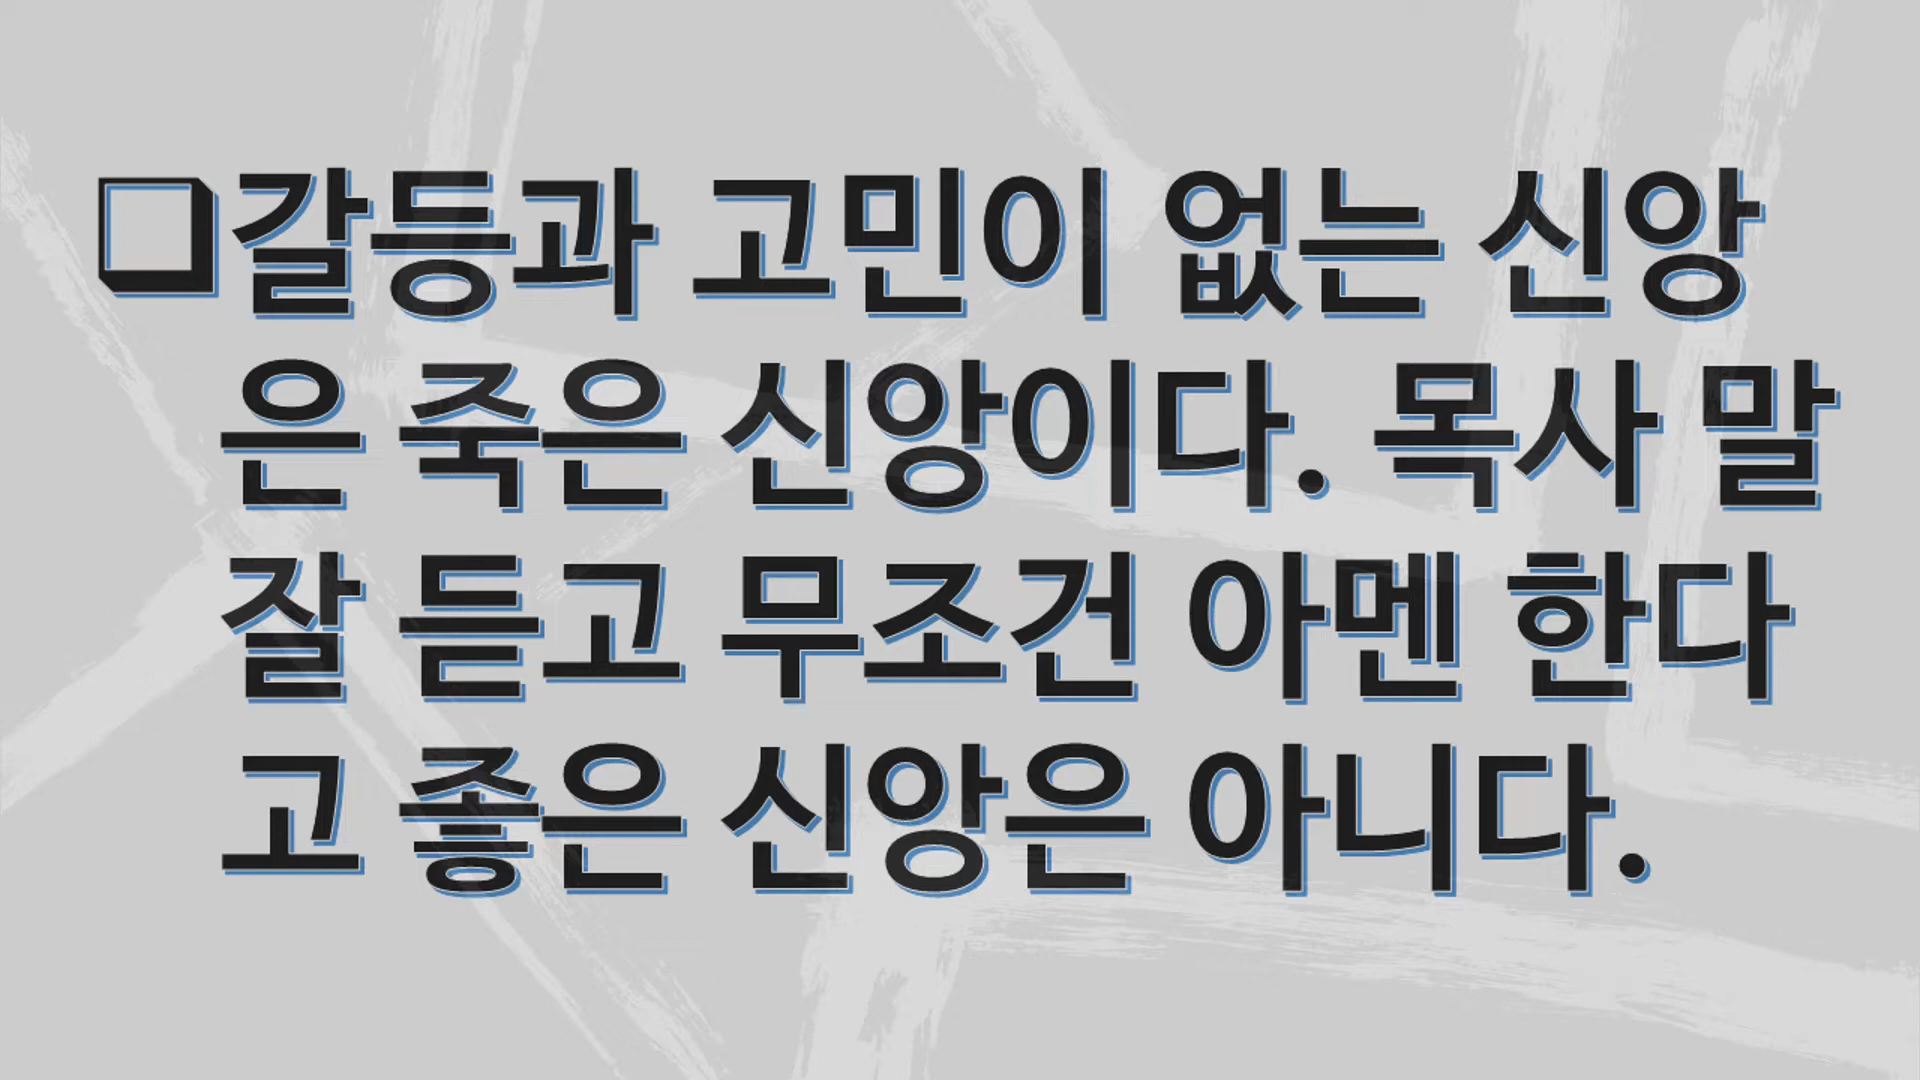 ❑갈등과 고민이 없는 신앙
은 죽은 신앙이다. 목사 말
잘 듣고 무조건 아멘 한다
고 좋은 신앙은 아니다.